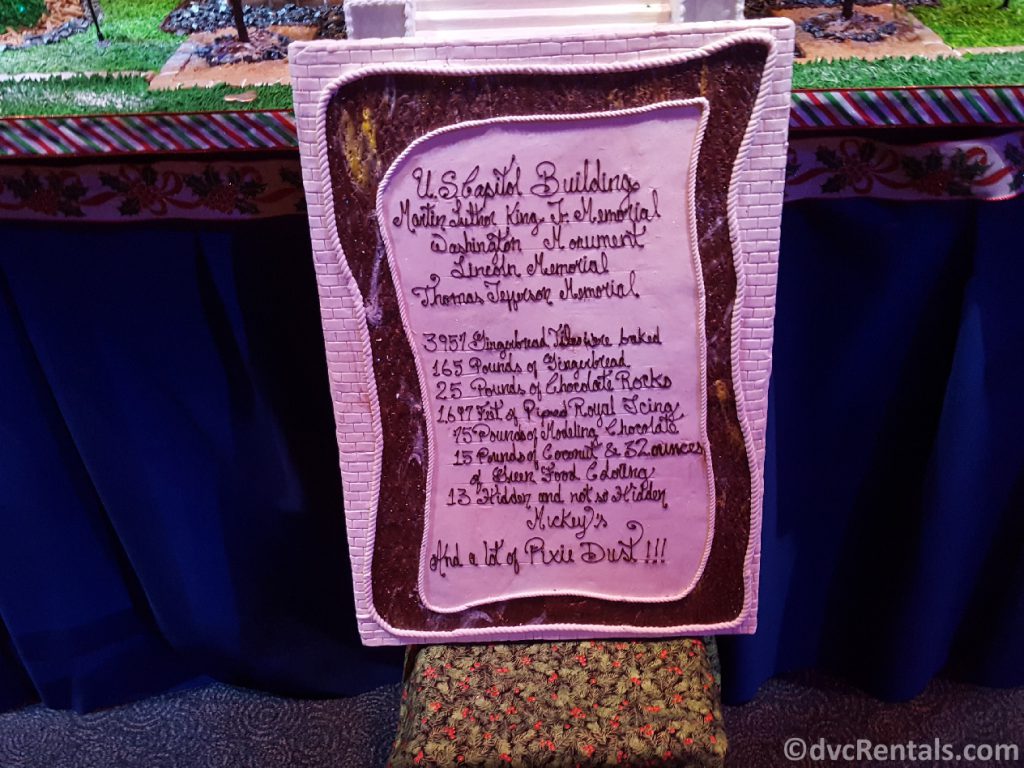 U.S. Capitol Building
Martin Luthor King Jr. Memorial
Washington Monument
Lincoln Memorial
Thomas Jefferson Memorial
3957 Gingerbread Tiles were baked
165 Pounds of Gingerbread
25 Pounds of Chocolate Rocks
1697 Feet of Piped Royal Icing
75 Pounds of Modeling Chocolate
15 Pounds of Coconut & 32 ounces
of Green Food Coloring
13 Hidden and not so Hidden
Mickey's
And a lot of Pixie Dust !!!
©dvcRentals.com